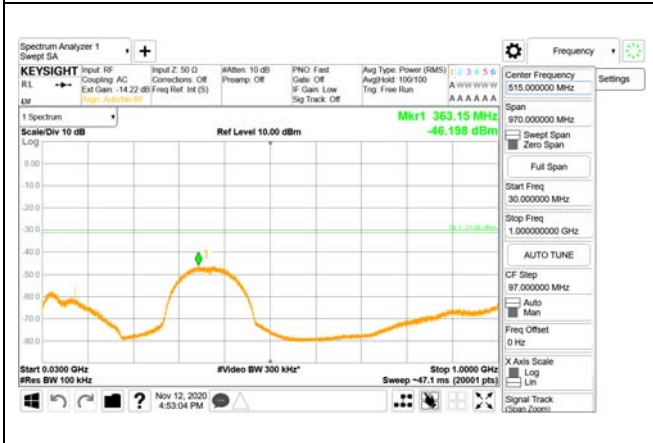 Spectrum Analyzer 1
Swept SA
+
Frequency
KEYSIGHT
Input: RF
Coupling: AC
Ext Gain: -14.22 dB
Align: Auto/No RF
Input Z: 50 Ω
Corrections: Off
Freq Ref: Int (S)
#Atten: 10 dB
Preamp: Off
PNO: Fast
Gate: Off
IF Gain: Low
Sig Track: Off
Avg Type: Power (RMS)
Avg|Hold: 100/100
Trig: Free Run
1 2 3 4 5 6
A W W W W W
A A A A A A
RL
1 Spectrum
Scale/Div 10 dB
Log
Ref Level 10.00 dBm
Mkr1 363.15 MHz
-46.198 dBm
0.00
-10.0
-20.0
-30.0
-40.0
-50.0
-60.0
-70.0
-80.0
1
Start 0.0300 GHz
#Res BW 100 kHz
#Video BW 300 kHz*
Stop 1.0000 GHz
Sweep ~47.1 ms (20001 pts)
?
Nov 12, 2020
4:53:04 PM
Center Frequency
515.000000 MHz
Settings
Span
970.000000 MHz
Swept Span
Zero Span
Full Span
Start Freq
30.000000 MHz
Stop Freq
1.000000000 GHz
AUTO TUNE
CF Step
97.000000 MHz
Auto
Man
Freq Offset
0 Hz
X Axis Scale
Log
Lin
Signal Track
(Span Zoom)